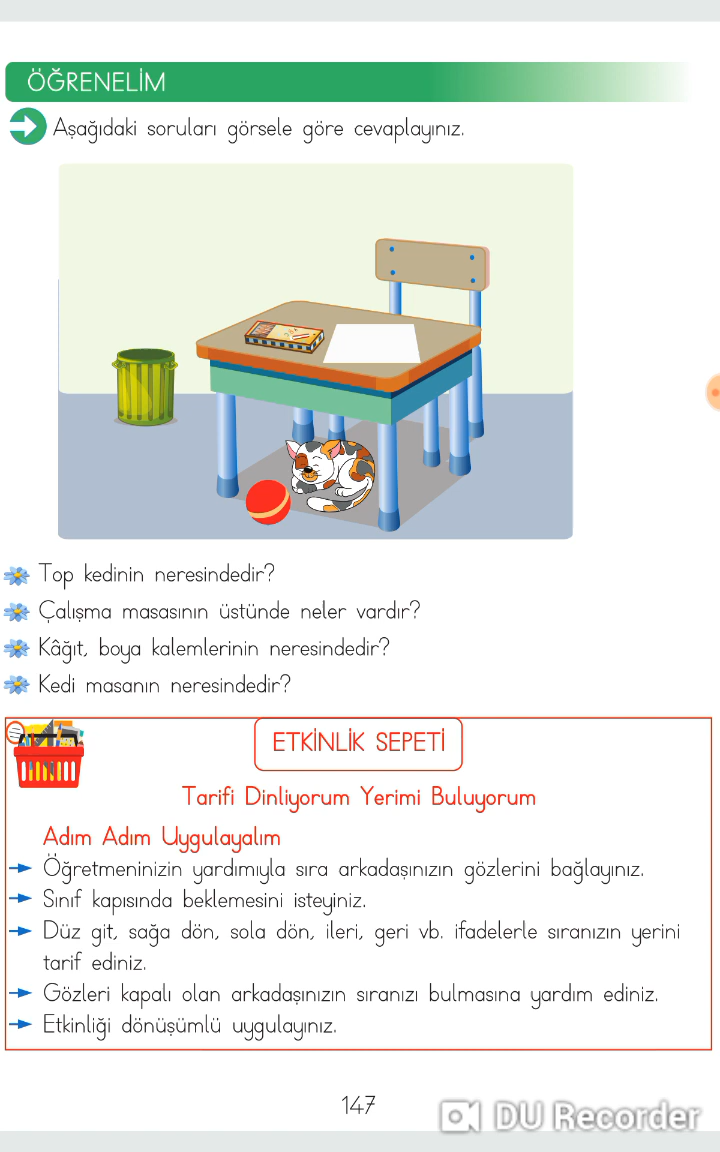 ÖĞRENELİM
Aşağıdaki soruları görsele göre cevaplayınız.
Top kedinin neresindedir?
Çalışma masasının üstünde neler vardır?
Kâğıt, boya kalemlerinin neresindedir?
Kedi masanın neresindedir?
ETKİNLİK SEPETİ
Tarifi Dinliyorum Yerimi Buluyorum
Adım Adım Uygulayalım
Öğretmeninizin yardımıyla sıra arkadaşınızın gözlerini bağlayınız.
Sınıf kapısında beklemesini isteyiniz.
Düz git, sağa dön, sola dön, ileri, geri vb. ifadelerle sıranızın yerini
tarif ediniz.
Gözleri kapalı olan arkadaşınızın sıranızı bulmasına yardım ediniz.
Etkinliği dönüşümlü uygulayınız.
147
DU Recorder